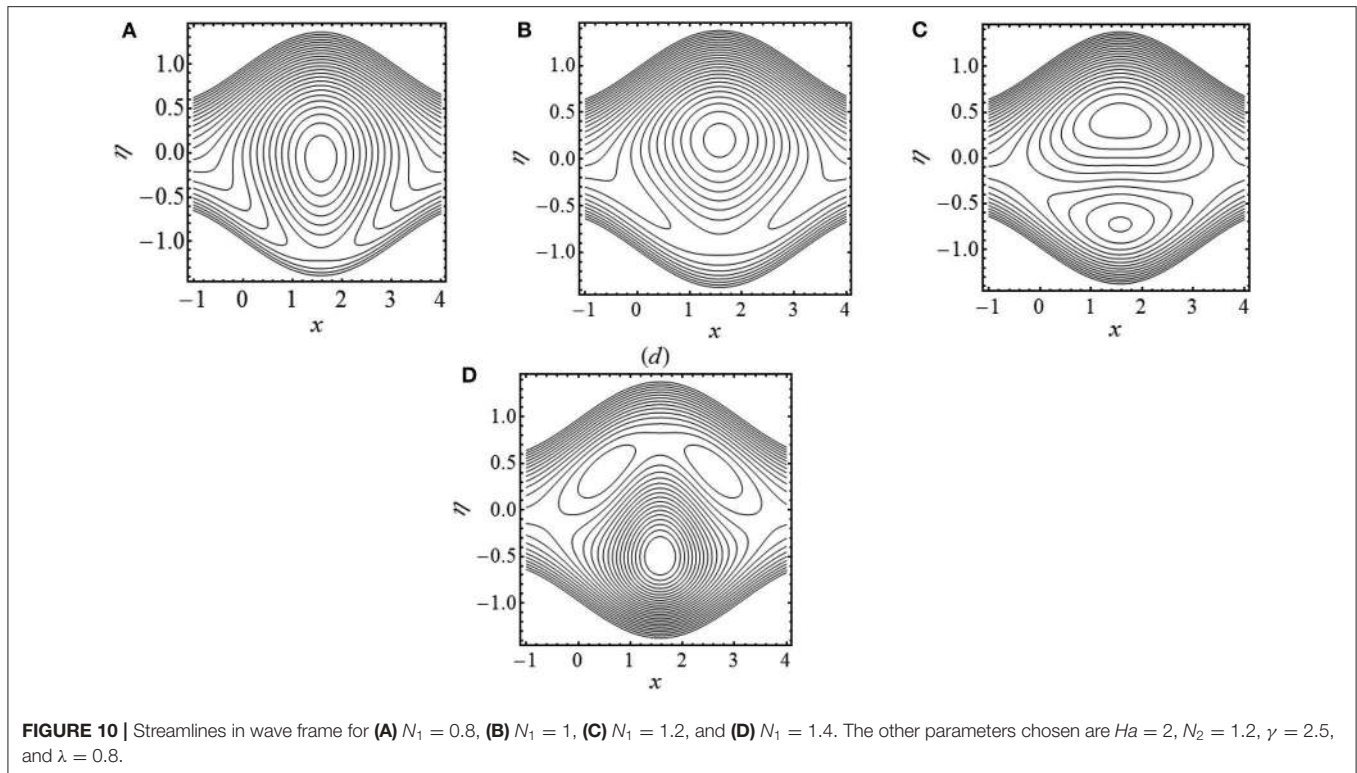 A
η
1.0
0.5
0.0
−0.5
−1.0
−1 0 1 2 3 4
x
B
η
1.0
0.5
0.0
−0.5
−1.0
−1 0 1 2 3 4
x
C
η
1.0
0.5
0.0
−0.5
−1.0
−1 0 1 2 3 4
x
(d)
D
η
1.0
0.5
0.0
−0.5
−1.0
−1 0 1 2 3 4
x
FIGURE 10 | Streamlines in wave frame for (A) N₁ = 0.8, (B) N₁ = 1, (C) N₁ = 1.2, and (D) N₁ = 1.4. The other parameters chosen are Ha = 2, N₂ = 1.2, γ = 2.5,
and λ = 0.8.